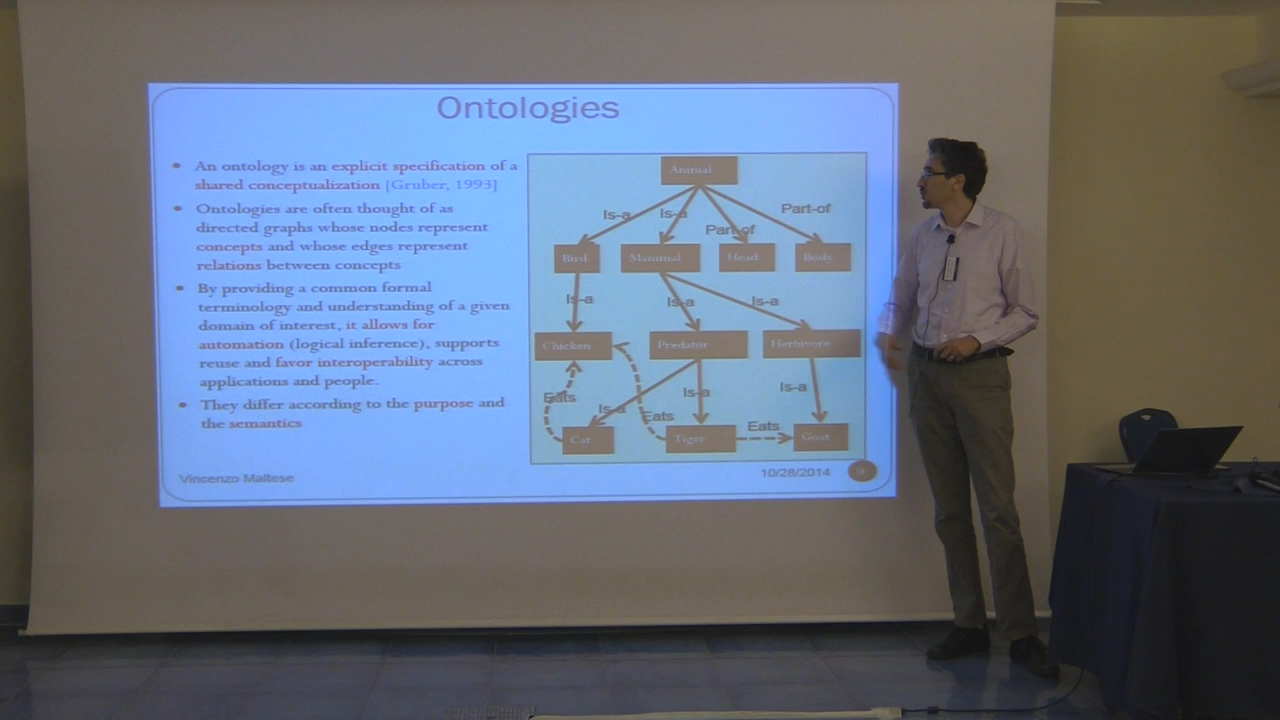 Ontologies
An ontology is an explicit specification of a
shared conceptualization [Gruber, 1993]
Ontologies are often thought of as
directed graphs whose nodes represent
concepts and whose edges represent
relations between concepts
By providing a common formal
terminology and understanding of a given
domain of interest, it allows for
automation (logical inference), supports
reuse and favor interoperability across
applications and people.
They differ according to the purpose and
the semantics
Animal
Is-a Is-a Part-of Part-of
Bird Mammal Head Body
Is-a Is-a Is-a
Chicken Predator Herbivore
Eats Is-a Eats Is-a Is-a
Cat Tiger Eats Goat
Vincenzo Maltese
10/28/2014